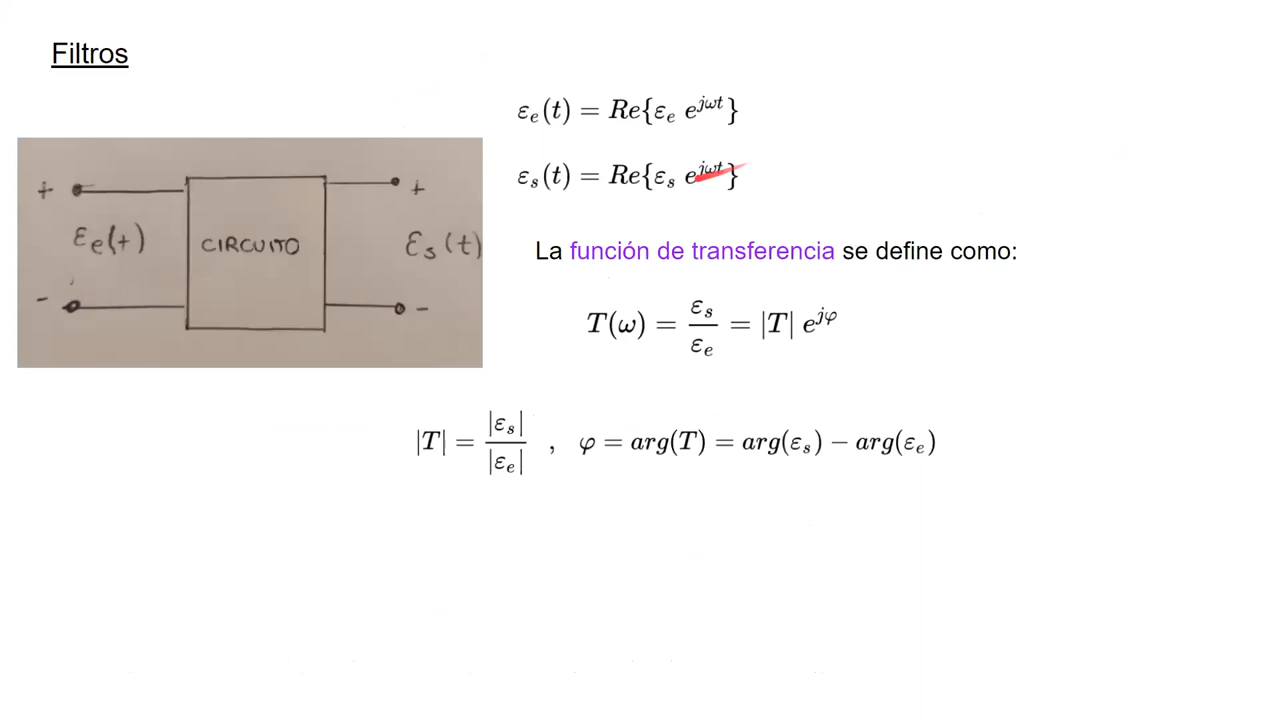 Filtros
εₑ(t) = Re{εₑ e^{jωt}}
εₛ(t) = Re{εₛ e^{jωt}}
+ +
εₑ(t) CIRCUITO εₛ(t)
- -
La función de transferencia se define como:
T(ω) = εₛ / εₑ = |T| e^{jφ}
|T| = |εₛ| / |εₑ| , φ = arg(T) = arg(εₛ) − arg(εₑ)